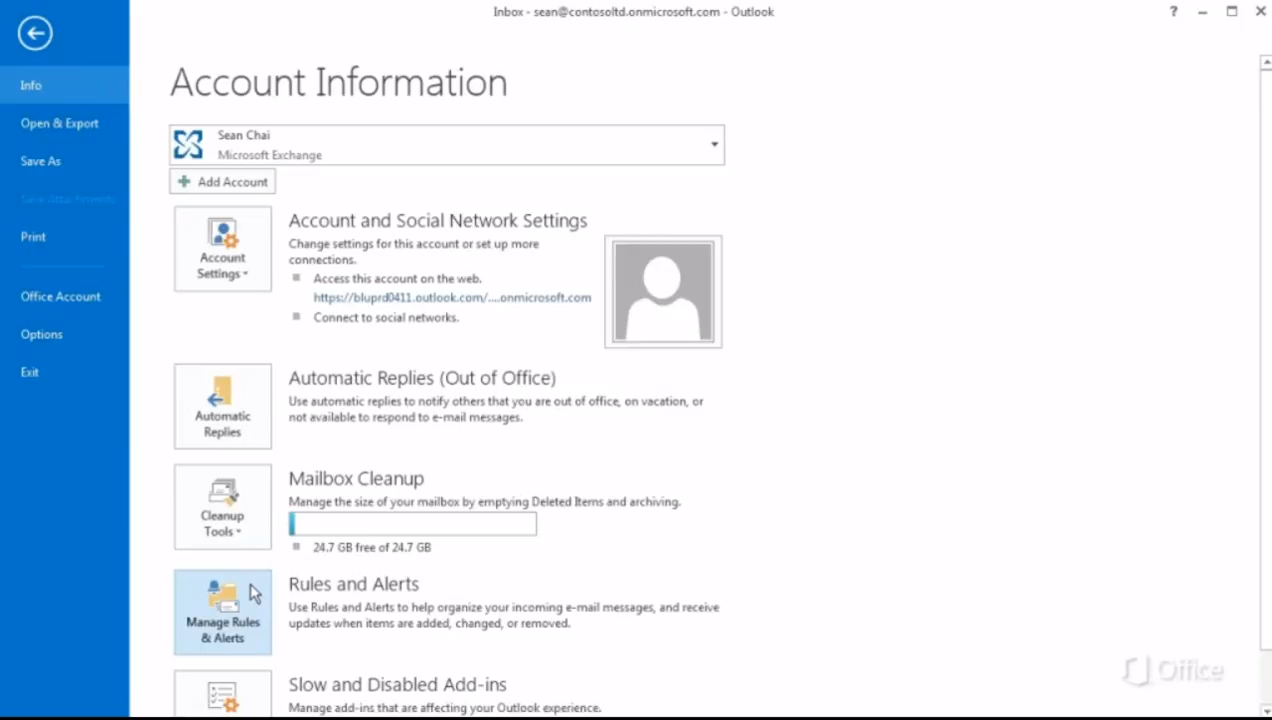 Inbox - sean@contosoltd.onmicrosoft.com - Outlook
?
Info
Open & Export
Save As
Save Attachments
Print
Office Account
Options
Exit
Account Information
Sean Chai
Microsoft Exchange
Add Account
Account
Settings
Account and Social Network Settings
Change settings for this account or set up more
connections.
Access this account on the web.
https://bluprd0411.outlook.com/....onmicrosoft.com
Connect to social networks.
Automatic
Replies
Automatic Replies (Out of Office)
Use automatic replies to notify others that you are out of office, on vacation, or
not available to respond to e-mail messages.
Cleanup
Tools
Mailbox Cleanup
Manage the size of your mailbox by emptying Deleted Items and archiving.
24.7 GB free of 24.7 GB
Manage Rules
& Alerts
Rules and Alerts
Use Rules and Alerts to help organize your incoming e-mail messages, and receive
updates when items are added, changed, or removed.
Slow and Disabled Add-ins
Manage add-ins that are affecting your Outlook experience.
Office